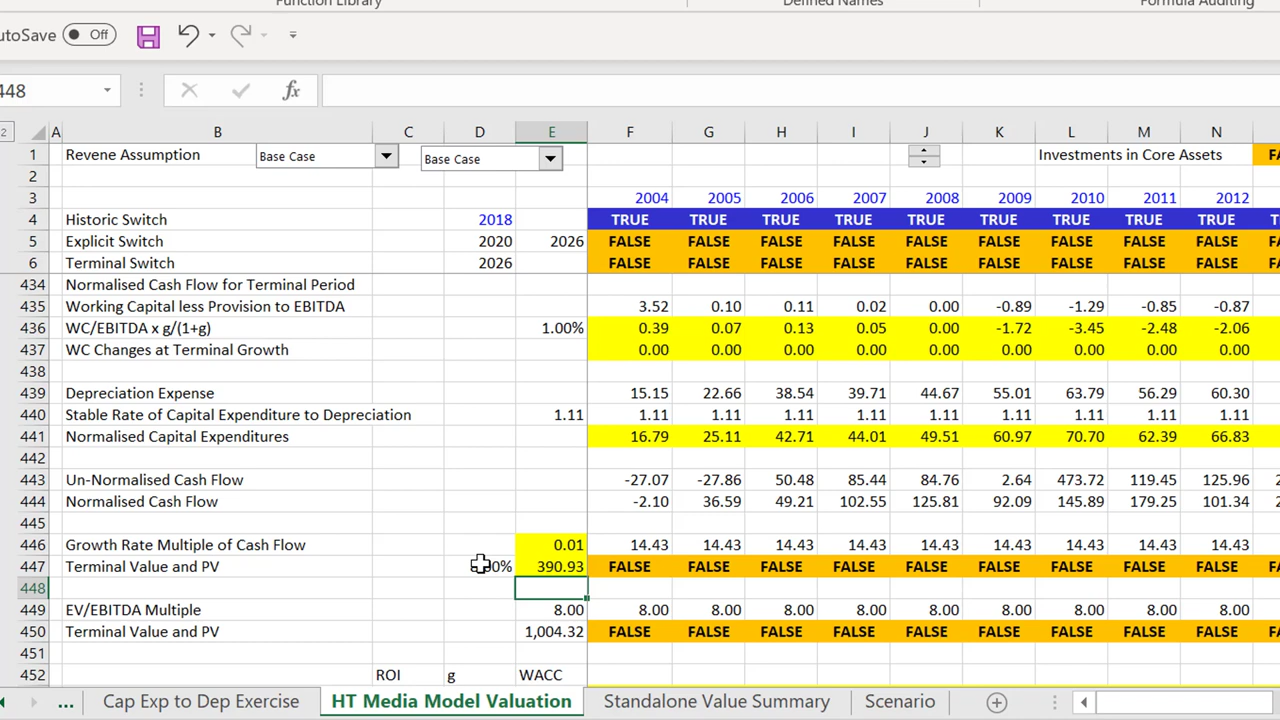 Function Library Defined Names Formula Auditing
utoSave Off
448 fx
2 A B C D E F G H I J K L M N
1 Revene Assumption Base Case Base Case Investments in Core Assets FA
2
3 2004 2005 2006 2007 2008 2009 2010 2011 2012
4 Historic Switch 2018 TRUE TRUE TRUE TRUE TRUE TRUE TRUE TRUE TRUE T
5 Explicit Switch 2020 2026 FALSE FALSE FALSE FALSE FALSE FALSE FALSE FALSE FALSE FA
6 Terminal Switch 2026 FALSE FALSE FALSE FALSE FALSE FALSE FALSE FALSE FALSE FA
434 Normalised Cash Flow for Terminal Period
435 Working Capital less Provision to EBITDA 3.52 0.10 0.11 0.02 0.00 -0.89 -1.29 -0.85 -0.87
436 WC/EBITDA x g/(1+g) 1.00% 0.39 0.07 0.13 0.05 0.00 -1.72 -3.45 -2.48 -2.06
437 WC Changes at Terminal Growth 0.00 0.00 0.00 0.00 0.00 0.00 0.00 0.00 0.00
438
439 Depreciation Expense 15.15 22.66 38.54 39.71 44.67 55.01 63.79 56.29 60.30
440 Stable Rate of Capital Expenditure to Depreciation 1.11 1.11 1.11 1.11 1.11 1.11 1.11 1.11 1.11 1.11
441 Normalised Capital Expenditures 16.79 25.11 42.71 44.01 49.51 60.97 70.70 62.39 66.83
442
443 Un-Normalised Cash Flow -27.07 -27.86 50.48 85.44 84.76 2.64 473.72 119.45 125.96
444 Normalised Cash Flow -2.10 36.59 49.21 102.55 125.81 92.09 145.89 179.25 101.34
445
446 Growth Rate Multiple of Cash Flow 0.01 14.43 14.43 14.43 14.43 14.43 14.43 14.43 14.43 14.43
447 Terminal Value and PV 0% 390.93 FALSE FALSE FALSE FALSE FALSE FALSE FALSE FALSE FALSE FA
448
449 EV/EBITDA Multiple 8.00 8.00 8.00 8.00 8.00 8.00 8.00 8.00 8.00 8.00
450 Terminal Value and PV 1,004.32 FALSE FALSE FALSE FALSE FALSE FALSE FALSE FALSE FALSE FA
451
452 ROI g WACC
... Cap Exp to Dep Exercise HT Media Model Valuation Standalone Value Summary Scenario